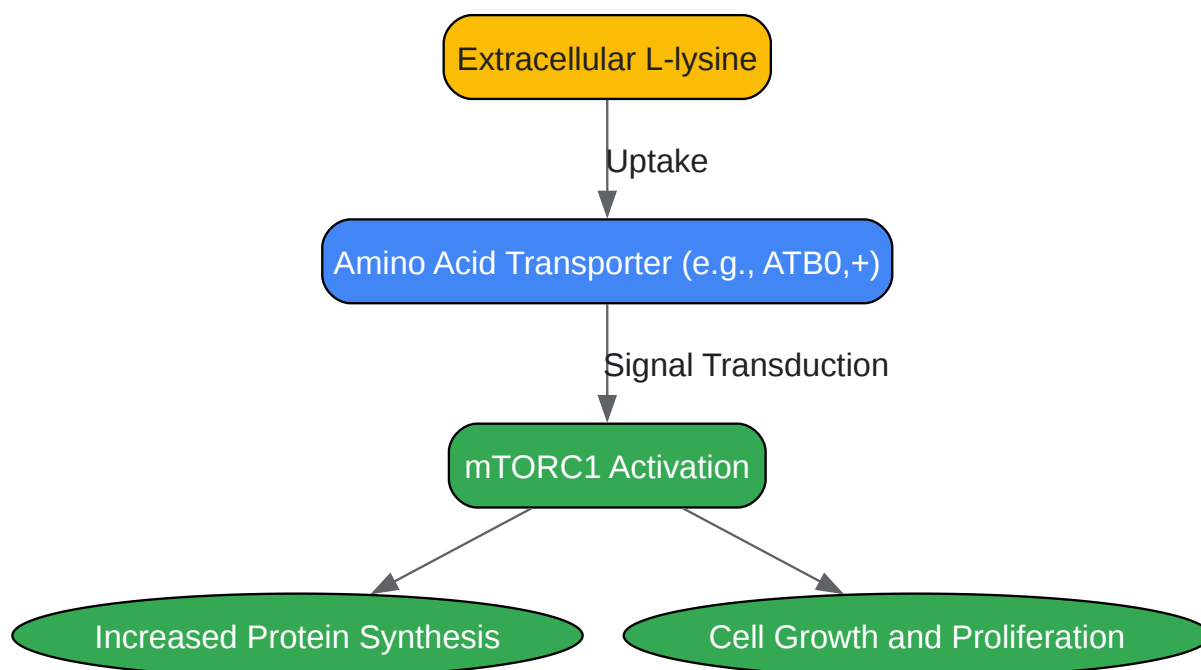 Extracellular L-lysine
Uptake
Amino Acid Transporter (e.g., ATB0,+)
Signal Transduction
mTORC1 Activation
Increased Protein Synthesis
Cell Growth and Proliferation